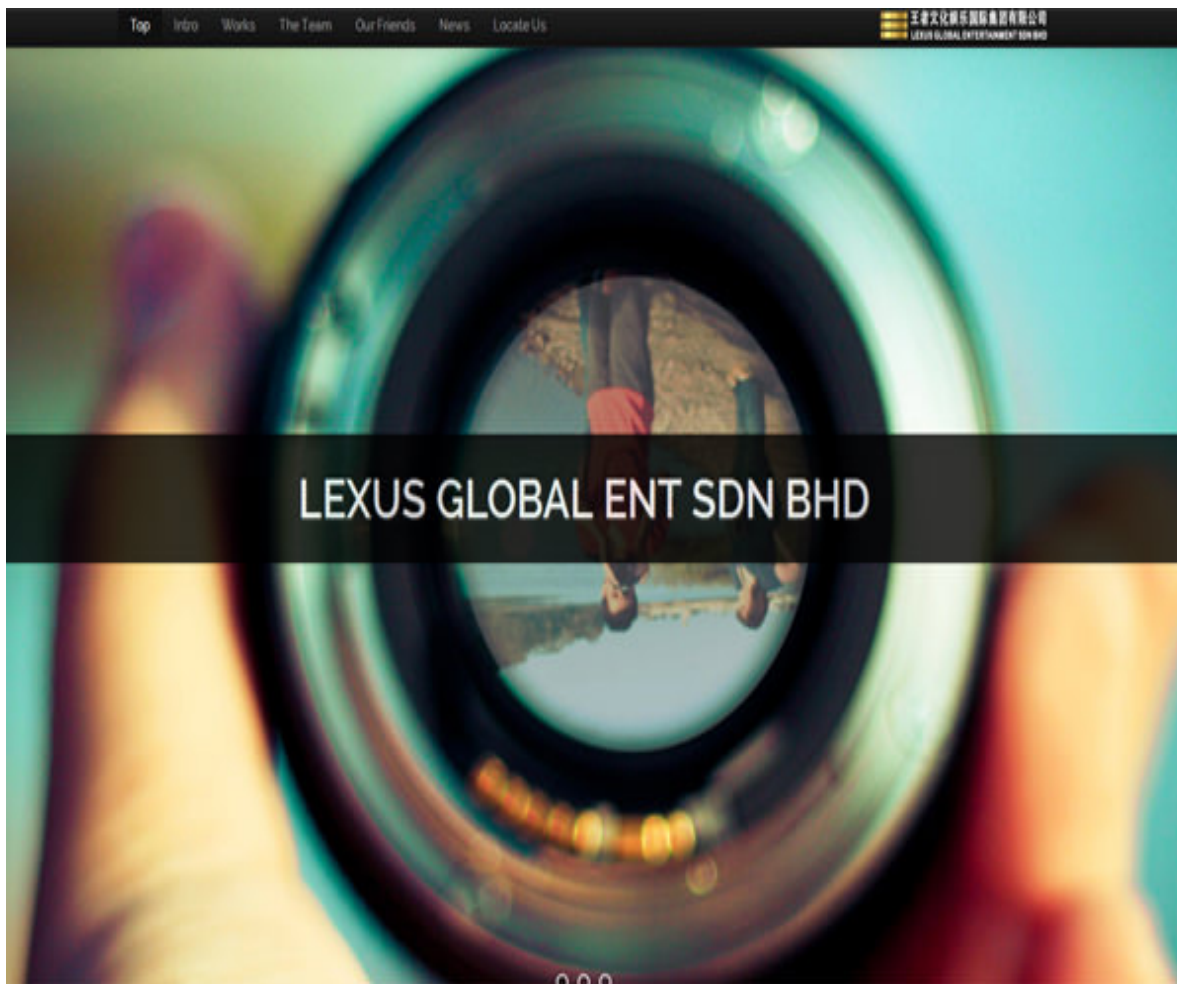 Top
Intro
Works
The Team
Our Friends
News
Locate Us
王者文化娱乐国际集团有限公司
LEXUS GLOBAL ENTERTAINMENT SDN BHD
LEXUS GLOBAL ENT SDN BHD